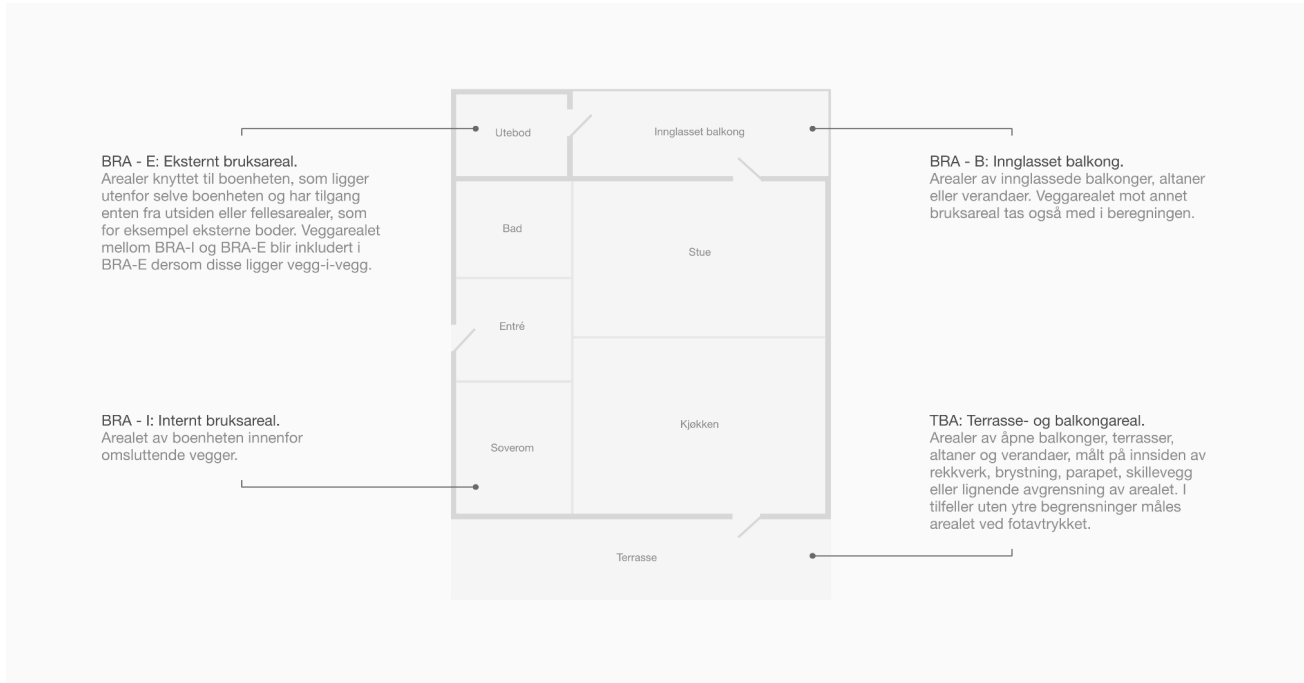 BRA - E: Eksternt bruksareal.
Arealer knyttet til boenheten, som ligger
utenfor selve boenheten og har tilgang
enten fra utsiden eller fellesarealer, som
for eksempel eksterne boder. Veggarealet
mellom BRA-I og BRA-E blir inkludert i
BRA-E dersom disse ligger vegg-i-vegg.
BRA - I: Internt bruksareal.
Arealet av boenheten innenfor
omsluttende vegger.
Utebod
Innglasset balkong
Bad
Stue
Entré
Kjøkken
Soverom
Terrasse
BRA - B: Innglasset balkong.
Arealer av innglassede balkonger, altaner
eller verandaer. Veggarealet mot annet
bruksareal tas også med i beregningen.
TBA: Terrasse- og balkongareal.
Arealer av åpne balkonger, terrasser,
altaner og verandaer, målt på innsiden av
rekkverk, brystning, parapet, skillevegg
eller lignende avgrensning av arealet. I
tilfeller uten ytre begrensninger måles
arealet ved fotavtrykket.